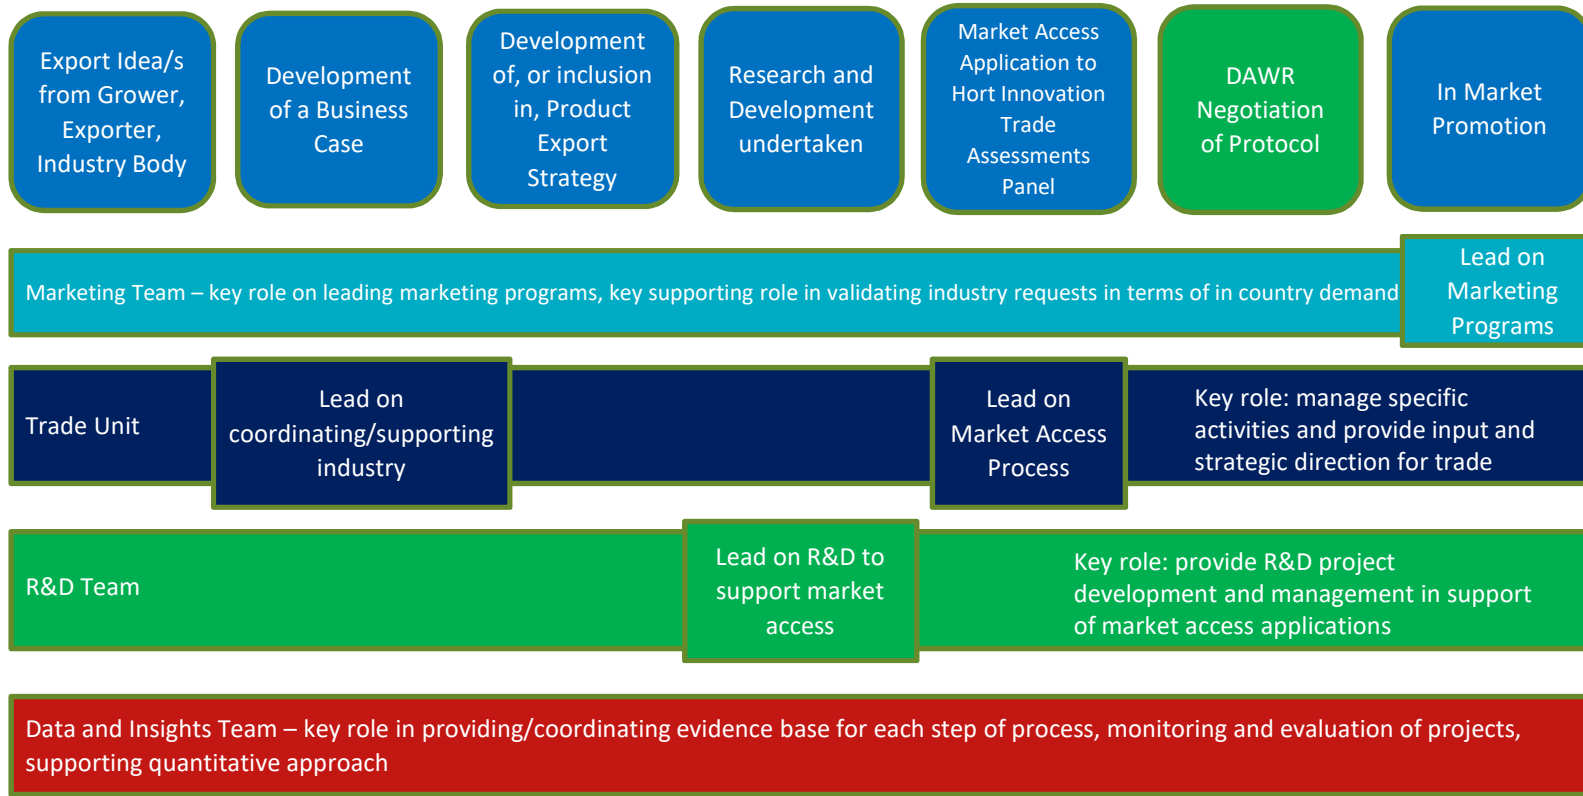 Export Idea/s
from Grower,
Exporter,
Industry Body
Development
of a Business
Case
Development
of, or inclusion
in, Product
Export
Strategy
Research and
Development
undertaken
Market Access
Application to
Hort Innovation
Trade
Assessments
Panel
DAWR
Negotiation
of Protocol
In Market
Promotion
Marketing Team – key role on leading marketing programs, key supporting role in validating industry requests in terms of in country demand
Lead on
Marketing
Programs
Trade Unit
Lead on
coordinating/supporting
industry
Lead on
Market Access
Process
Key role: manage specific
activities and provide input and
strategic direction for trade
R&D Team
Lead on R&D to
support market
access
Key role: provide R&D project
development and management in support
of market access applications
Data and Insights Team – key role in providing/coordinating evidence base for each step of process, monitoring and evaluation of projects,
supporting quantitative approach